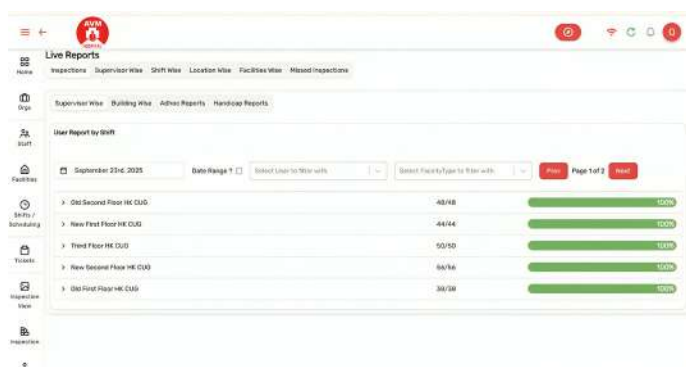 AVM
Live Reports
Home
Inspections Supervisor Wise Shift Wise Location Wise Facilities Wise Missed Inspections
Orgs
Supervisor Wise Building Wise Adhoc Reports Handicap Reports
Staff
User Report by Shift
Facilities
September 23rd, 2025 Date Range ? Select User to filter with Select FacilityType to filter with Prev Page 1 of 2 Next
Old Second Floor HK CUG 48/48 100%
Shifts / Scheduling
New First Floor HK CUG 44/44 100%
Third Floor HK CUG 50/50 100%
Tickets
New Second Floor HK CUG 100%
Inspection View
Old First Floor HK CUG 100%
Inspection